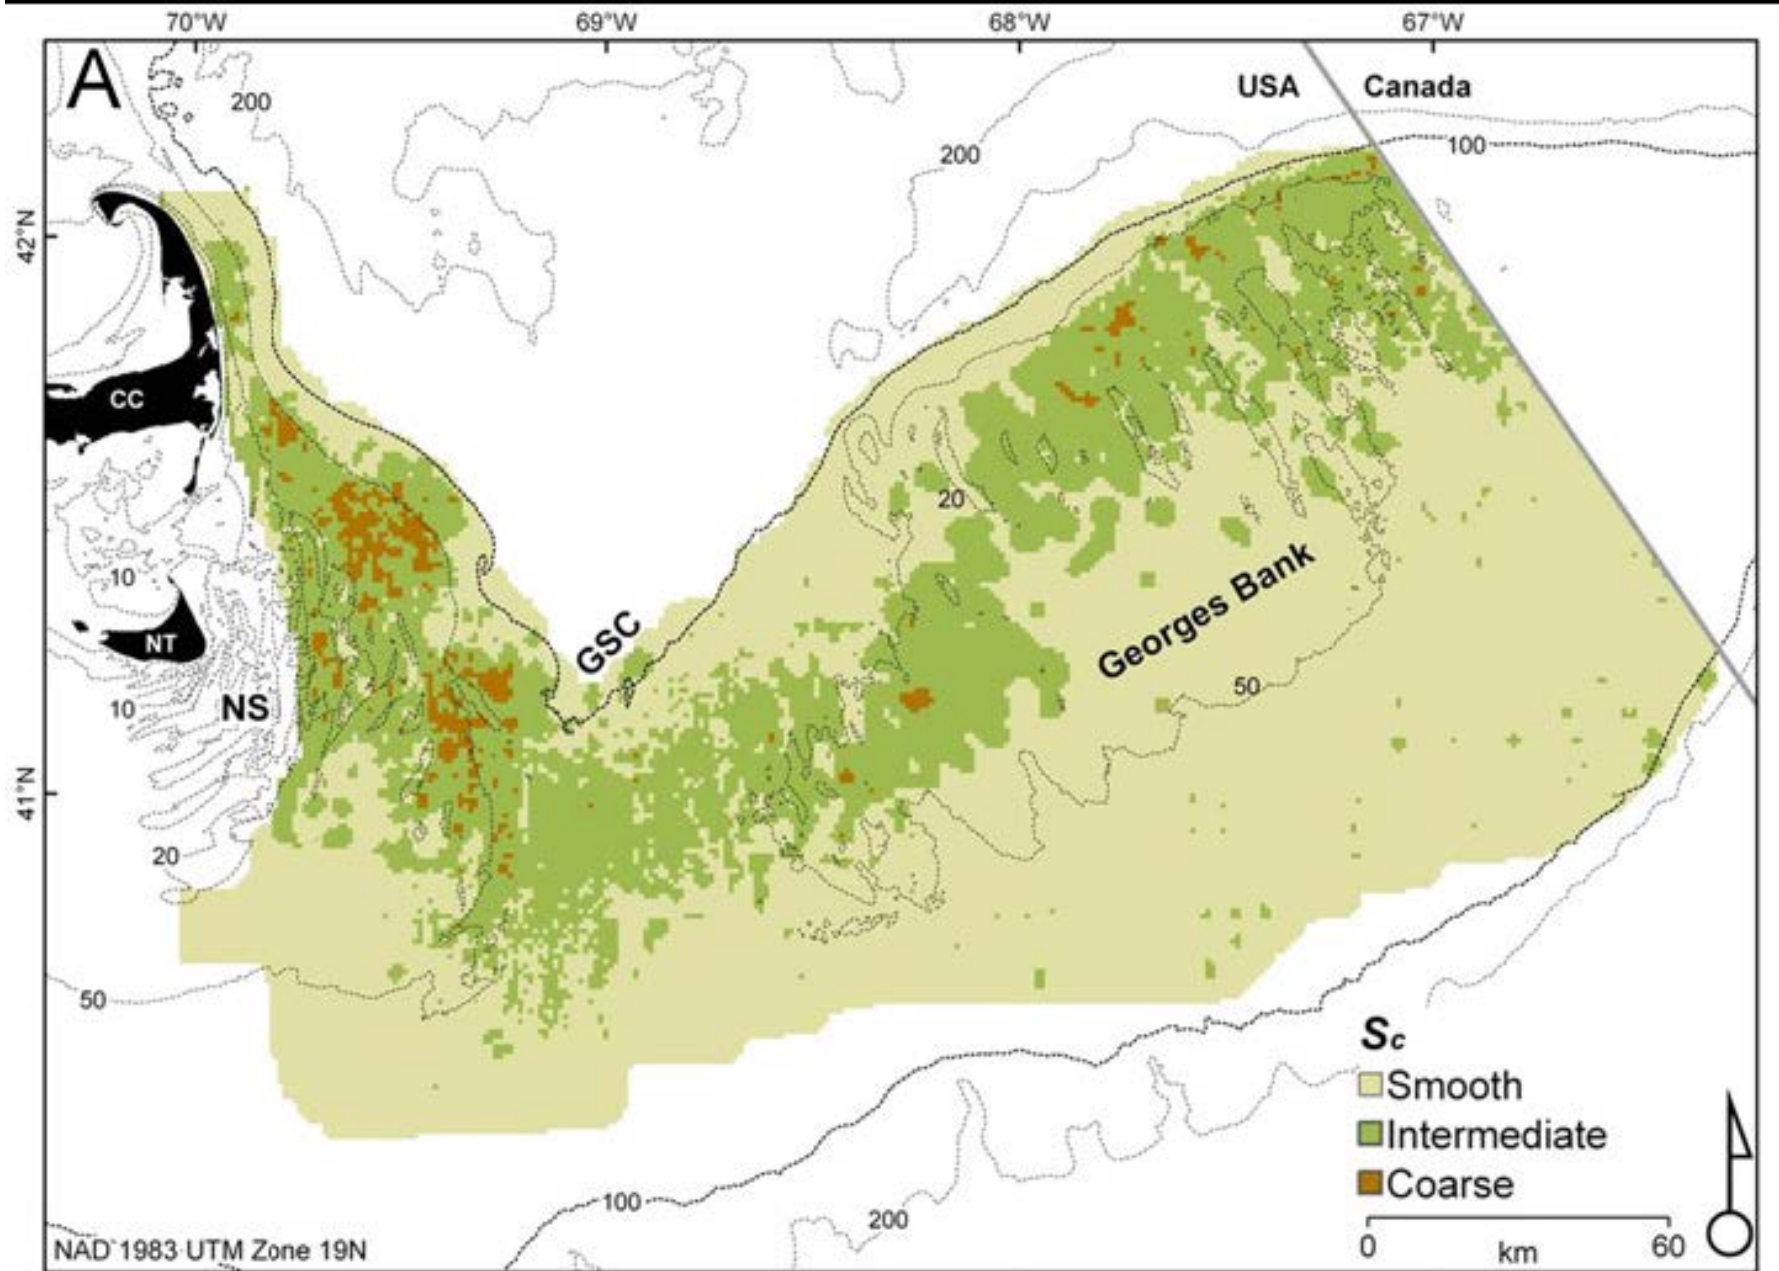 70°W 69°W 68°W 67°W
A
USA Canada
200
200
100
42°N
CC
20
10
GSC
Georges Bank
NT
50
10
NS
41°N
20
50
Sc
Smooth
Intermediate
Coarse
100
200
NAD 1983 UTM Zone 19N
0 km 60